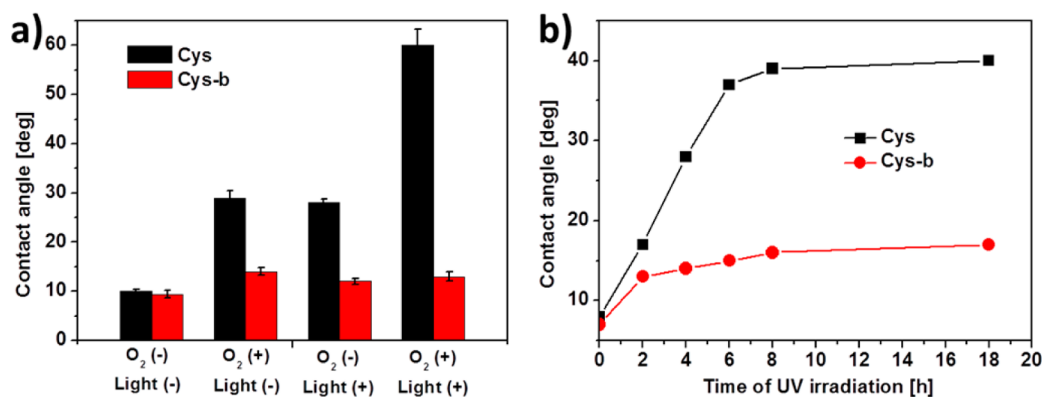 a)
Contact angle [deg]
60
50
40
30
20
10
0
Cys
Cys-b
O₂ (-) O₂ (+) O₂ (-) O₂ (+)
Light (-) Light (-) Light (+) Light (+)
b)
Contact angle [deg]
40
30
20
10
Cys
Cys-b
0 2 4 6 8 10 12 14 16 18 20
Time of UV irradiation [h]